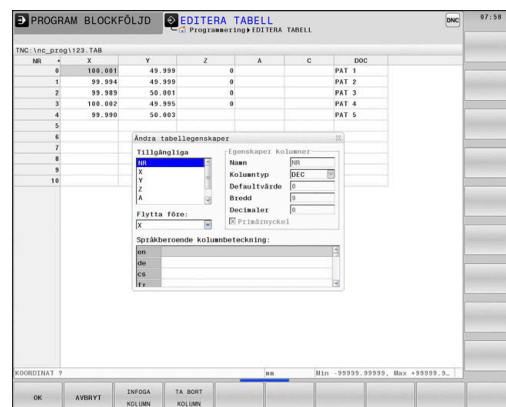 PROGRAM BLOCKFÖLJD
EDITERA TABELL
Programmering EDITERA TABELL
DNC
07:58
TNC:\nc_prog\123.TAB
NR X Y Z A C DOC
0 100.001 49.999 0 PAT 1
1 99.994 49.999 0 PAT 2
2 99.989 50.001 0 PAT 3
3 100.002 49.995 0 PAT 4
4 99.990 50.003 PAT 5
5
6
7
8
9
10
Ändra tabellegenskaper
Tillgängliga
NR
X
Y
Z
A
Flytta före:
X
Egenskaper kolumner
Namn NR
Kolumntyp DEC
Defaultvärde 0
Bredd 9
Decimaler 0
Primärnyckel
Språkberoende kolumnbeteckning:
en
de
cs
fr
KOORDINAT ?
mm
Min -99999.99999, Max +99999.9…
OK
AVBRYT
INFOGA KOLUMN
TA BORT KOLUMN